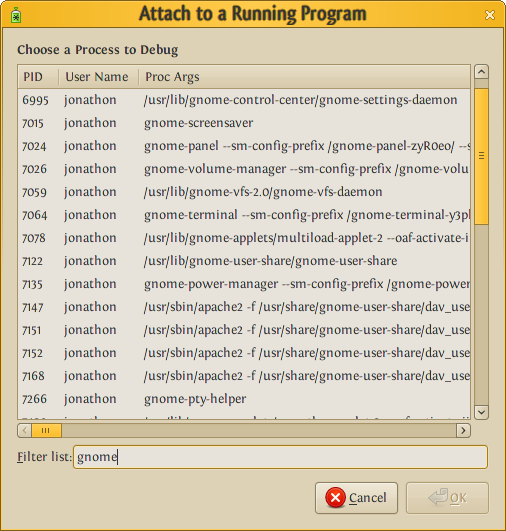 Attach to a Running Program
Choose a Process to Debug
PID User Name Proc Args
6995 jonathon /usr/lib/gnome-control-center/gnome-settings-daemon
7015 jonathon gnome-screensaver
7024 jonathon gnome-panel --sm-config-prefix /gnome-panel-zyR0eo/ --s
7026 jonathon gnome-volume-manager --sm-config-prefix /gnome-volu
7059 jonathon /usr/lib/gnome-vfs-2.0/gnome-vfs-daemon
7064 jonathon gnome-terminal --sm-config-prefix /gnome-terminal-y3pl
7078 jonathon /usr/lib/gnome-applets/multiload-applet-2 --oaf-activate-i
7122 jonathon /usr/lib/gnome-user-share/gnome-user-share
7135 jonathon gnome-power-manager --sm-config-prefix /gnome-power
7147 jonathon /usr/sbin/apache2 -f /usr/share/gnome-user-share/dav_use
7151 jonathon /usr/sbin/apache2 -f /usr/share/gnome-user-share/dav_use
7152 jonathon /usr/sbin/apache2 -f /usr/share/gnome-user-share/dav_use
7168 jonathon /usr/sbin/apache2 -f /usr/share/gnome-user-share/dav_use
7266 jonathon gnome-pty-helper
Filter list: gnome
Cancel OK